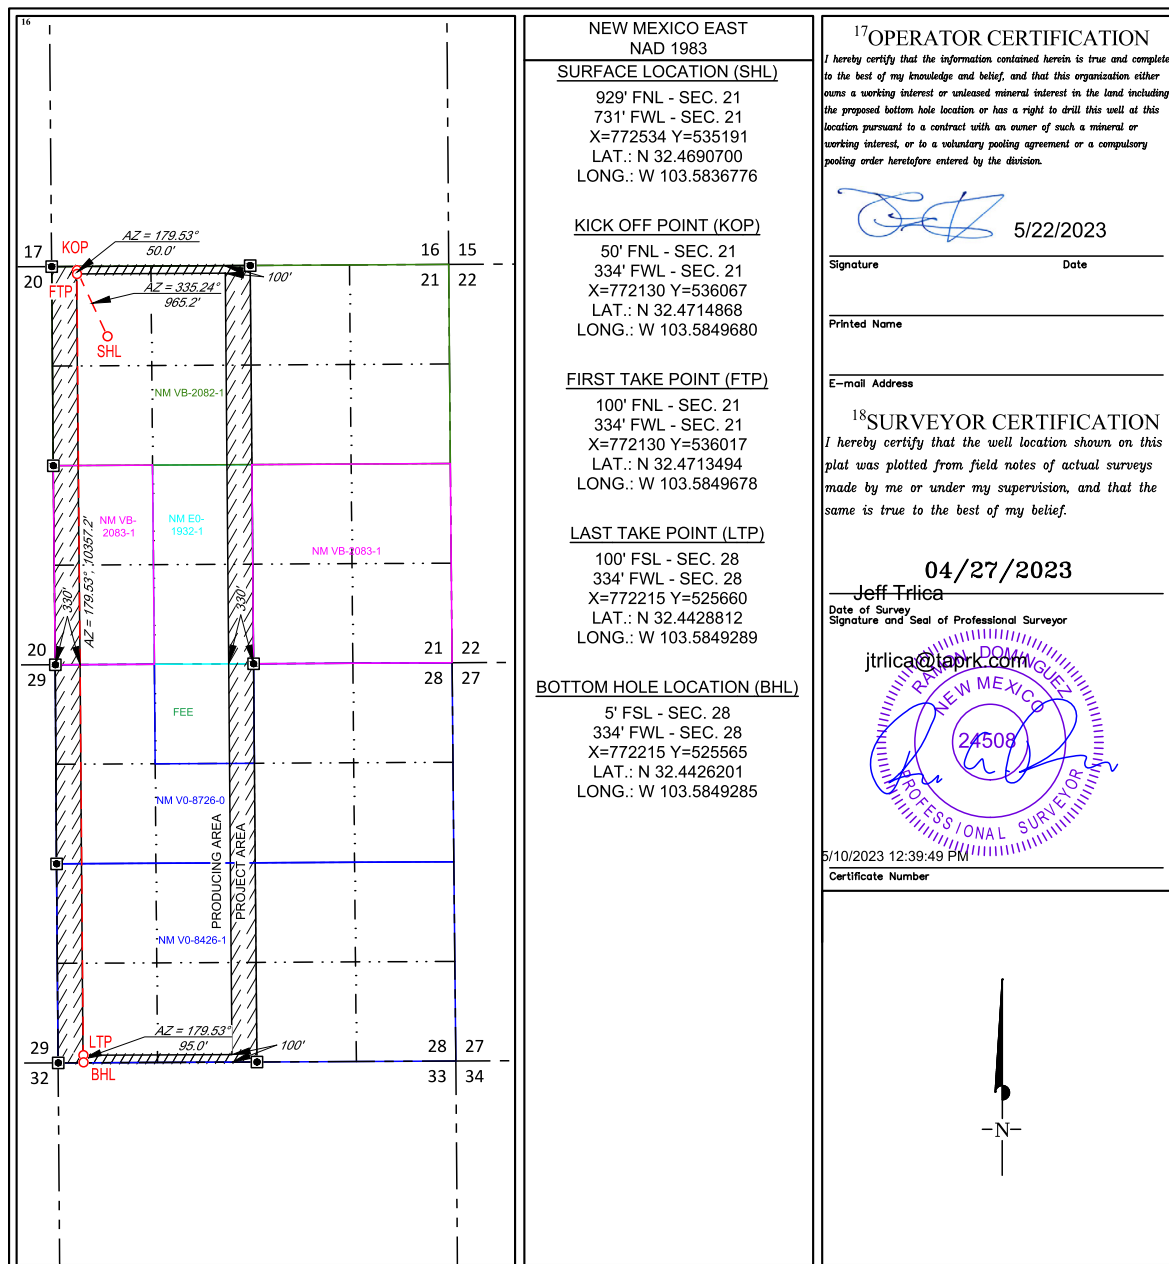 16
17
KOP
AZ = 179.53°
50.0'
16
15
20
FTP
AZ = 335.24°
965.2'
100'
21
22
SHL
NM VB-2082-1
NM VB-
2083-1
NM E0-
1932-1
NM VB-2083-1
AZ = 179.53°, 10357.2'
330'
330'
20
21
22
29
28
27
FEE
NM V0-8726-0
PRODUCING AREA
PROJECT AREA
NM V0-8426-1
29
LTP
AZ = 179.53°
95.0'
100'
28
27
32
BHL
33
34
NEW MEXICO EAST
NAD 1983
SURFACE LOCATION (SHL)
929' FNL - SEC. 21
731' FWL - SEC. 21
X=772534 Y=535191
LAT.: N 32.4690700
LONG.: W 103.5836776
KICK OFF POINT (KOP)
50' FNL - SEC. 21
334' FWL - SEC. 21
X=772130 Y=536067
LAT.: N 32.4714868
LONG.: W 103.5849680
FIRST TAKE POINT (FTP)
100' FNL - SEC. 21
334' FWL - SEC. 21
X=772130 Y=536017
LAT.: N 32.4713494
LONG.: W 103.5849678
LAST TAKE POINT (LTP)
100' FSL - SEC. 28
334' FWL - SEC. 28
X=772215 Y=525660
LAT.: N 32.4428812
LONG.: W 103.5849289
BOTTOM HOLE LOCATION (BHL)
5' FSL - SEC. 28
334' FWL - SEC. 28
X=772215 Y=525565
LAT.: N 32.4426201
LONG.: W 103.5849285
17OPERATOR CERTIFICATION
I hereby certify that the information contained herein is true and complete
to the best of my knowledge and belief, and that this organization either
owns a working interest or unleased mineral interest in the land including
the proposed bottom hole location or has a right to drill this well at this
location pursuant to a contract with an owner of such a mineral or
working interest, or to a voluntary pooling agreement or a compulsory
pooling order heretofore entered by the division.
5/22/2023
Signature Date
Printed Name
E-mail Address
18SURVEYOR CERTIFICATION
I hereby certify that the well location shown on this
plat was plotted from field notes of actual surveys
made by me or under my supervision, and that the
same is true to the best of my belief.
04/27/2023
Jeff Trlica
Date of Survey
Signature and Seal of Professional Surveyor
jtrlica@taprk.com
RAMON DOMINGUEZ
NEW MEXICO
24508
PROFESSIONAL SURVEYOR
5/10/2023 12:39:49 PM
Certificate Number
-N-